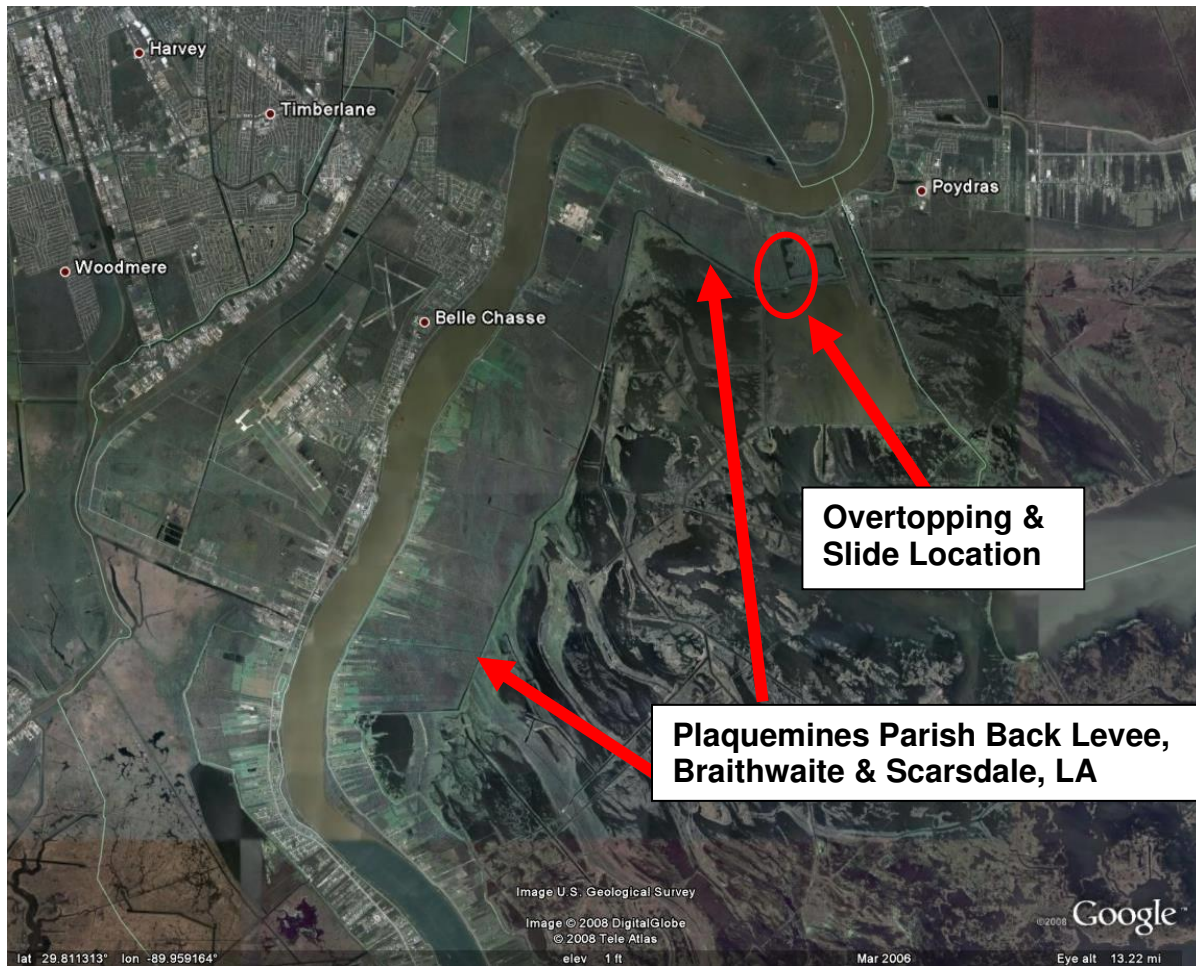 Harvey
Timberlane
Poydras
Woodmere
Belle Chasse
Overtopping &
Slide Location
Plaquemines Parish Back Levee,
Braithwaite & Scarsdale, LA
Image U.S. Geological Survey
Image © 2008 DigitalGlobe
© 2008 Tele Atlas
©2008 Google™
lat 29.811313° lon -89.959164° elev 1 ft Mar 2006 Eye alt 13.22 mi